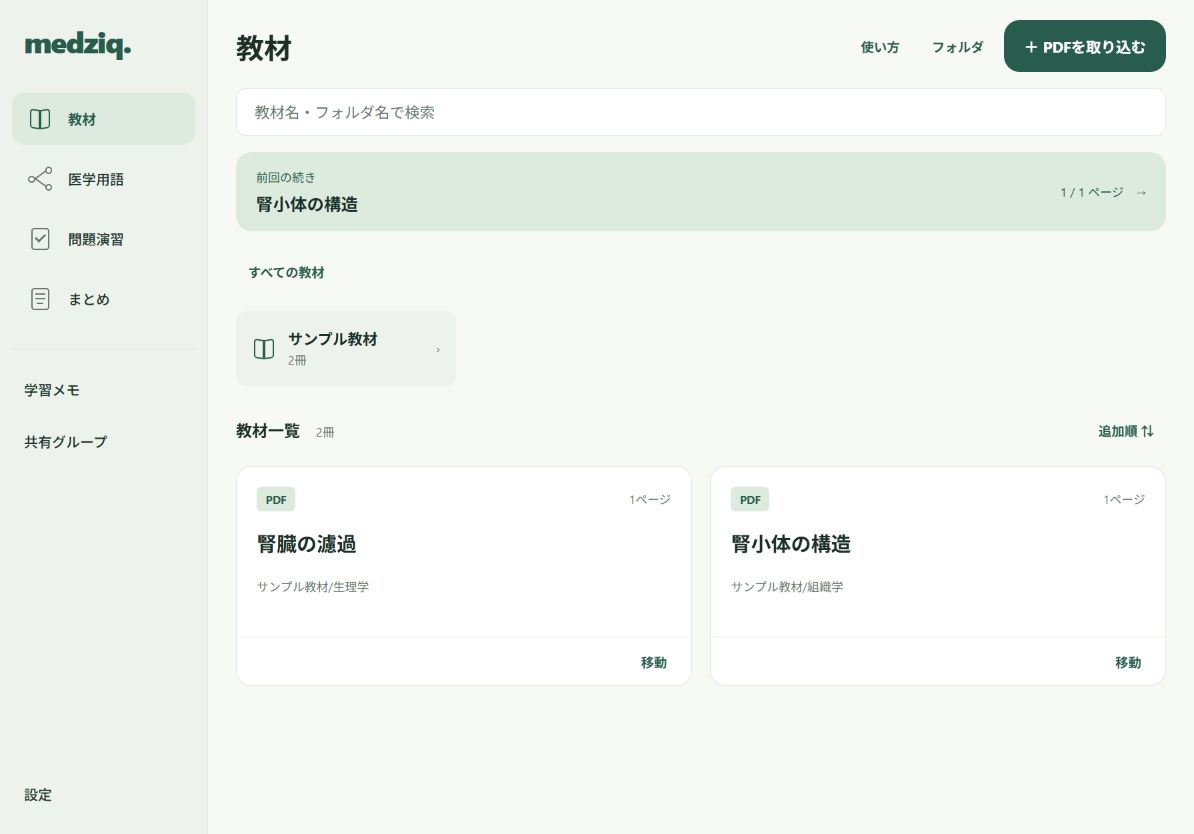 medziq.
教材
医学用語
問題演習
まとめ
学習メモ
共有グループ
設定
教材
使い方
フォルダ
＋ PDFを取り込む
教材名・フォルダ名で検索
前回の続き
腎小体の構造
1 / 1 ページ →
すべての教材
サンプル教材
2冊
›
教材一覧 2冊
追加順 ⇅
PDF
1ページ
腎臓の濾過
サンプル教材/生理学
移動
PDF
1ページ
腎小体の構造
サンプル教材/組織学
移動